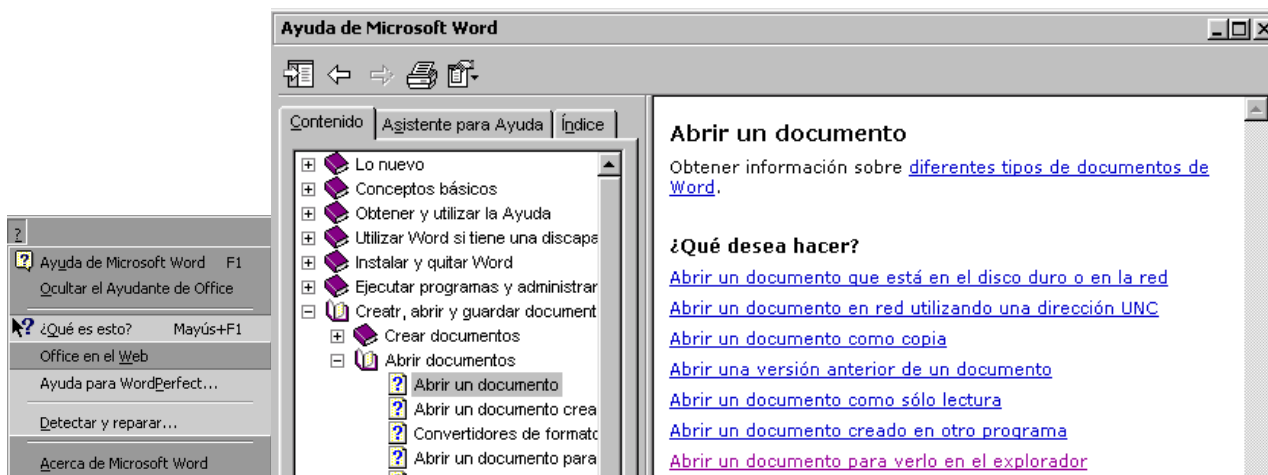 ?
Ayuda de Microsoft Word F1
Ocultar el Ayudante de Office
¿Qué es esto? Mayús+F1
Office en el Web
Ayuda para WordPerfect...
Detectar y reparar...
Acerca de Microsoft Word
Ayuda de Microsoft Word
Contenido Asistente para Ayuda Índice
Lo nuevo
Conceptos básicos
Obtener y utilizar la Ayuda
Utilizar Word si tiene una discapa
Instalar y quitar Word
Ejecutar programas y administrar
Creatr, abrir y guardar document
Crear documentos
Abrir documentos
Abrir un documento
Abrir un documento crea
Convertidores de formato
Abrir un documento para
Abrir un documento
Obtener información sobre diferentes tipos de documentos de
Word.
¿Qué desea hacer?
Abrir un documento que está en el disco duro o en la red
Abrir un documento en red utilizando una dirección UNC
Abrir un documento como copia
Abrir una versión anterior de un documento
Abrir un documento como sólo lectura
Abrir un documento creado en otro programa
Abrir un documento para verlo en el explorador